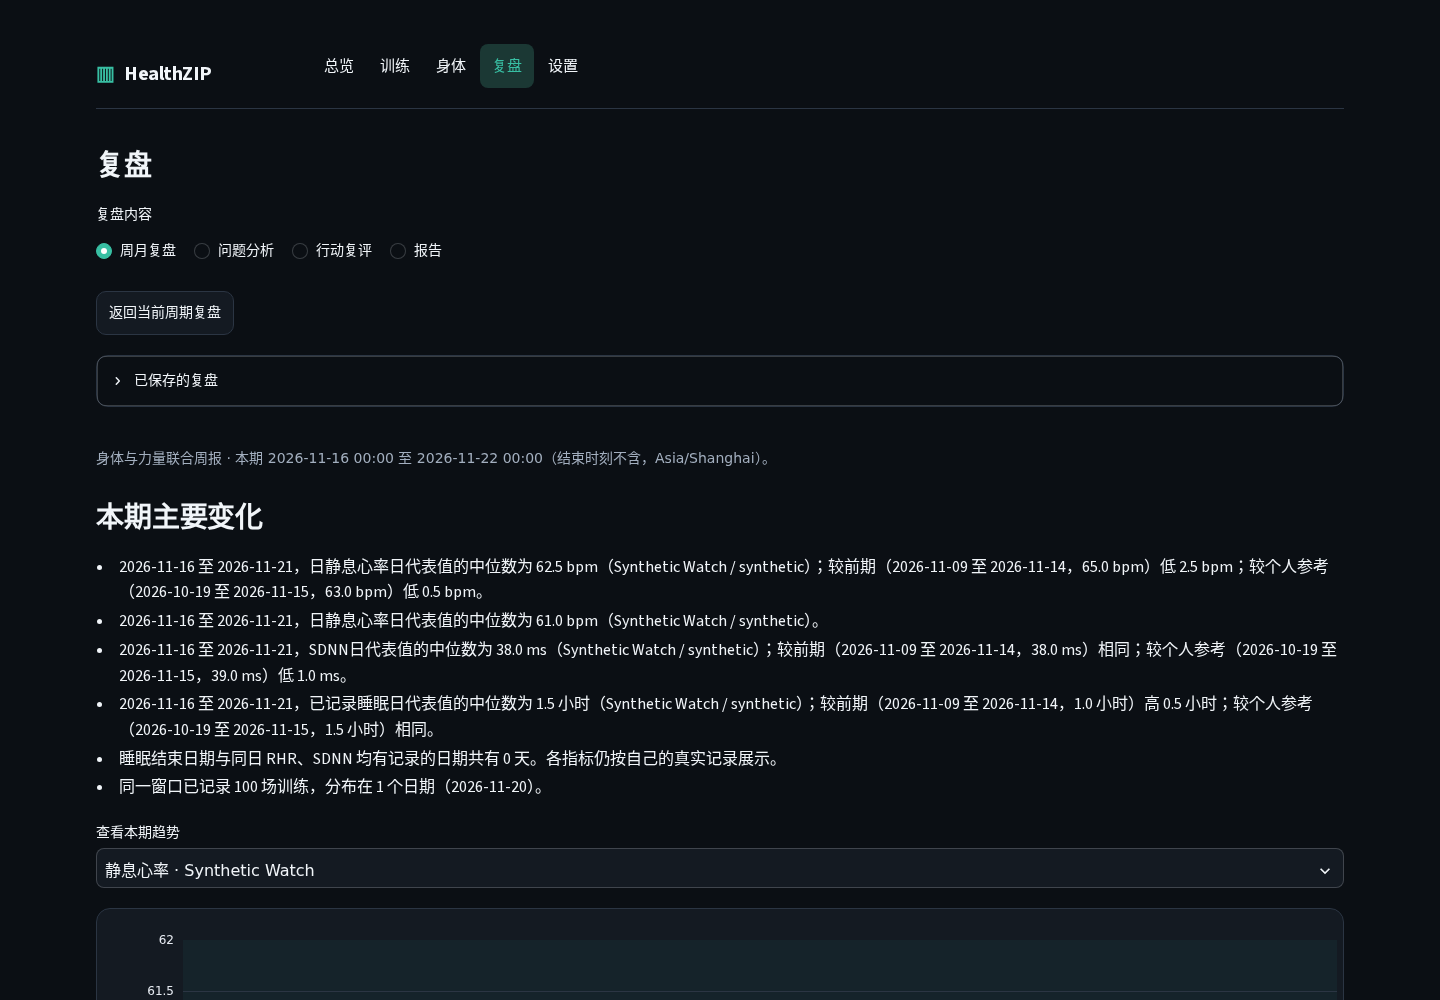 HealthZIP
总览 训练 身体 复盘 设置
复盘
复盘内容
周月复盘 问题分析 行动复评 报告
返回当前周期复盘
已保存的复盘
身体与力量联合周报 · 本期 2026-11-16 00:00 至 2026-11-22 00:00（结束时刻不含，Asia/Shanghai）。
本期主要变化
2026-11-16 至 2026-11-21，日静息心率日代表值的中位数为 62.5 bpm（Synthetic Watch / synthetic）；较前期（2026-11-09 至 2026-11-14，65.0 bpm）低 2.5 bpm；较个人参考
（2026-10-19 至 2026-11-15，63.0 bpm）低 0.5 bpm。
2026-11-16 至 2026-11-21，日静息心率日代表值的中位数为 61.0 bpm（Synthetic Watch / synthetic）。
2026-11-16 至 2026-11-21，SDNN日代表值的中位数为 38.0 ms（Synthetic Watch / synthetic）；较前期（2026-11-09 至 2026-11-14，38.0 ms）相同；较个人参考（2026-10-19 至
2026-11-15，39.0 ms）低 1.0 ms。
2026-11-16 至 2026-11-21，已记录睡眠日代表值的中位数为 1.5 小时（Synthetic Watch / synthetic）；较前期（2026-11-09 至 2026-11-14，1.0 小时）高 0.5 小时；较个人参考
（2026-10-19 至 2026-11-15，1.5 小时）相同。
睡眠结束日期与同日 RHR、SDNN 均有记录的日期共有 0 天。各指标仍按自己的真实记录展示。
同一窗口已记录 100 场训练，分布在 1 个日期（2026-11-20）。
查看本期趋势
静息心率 · Synthetic Watch
62
61.5